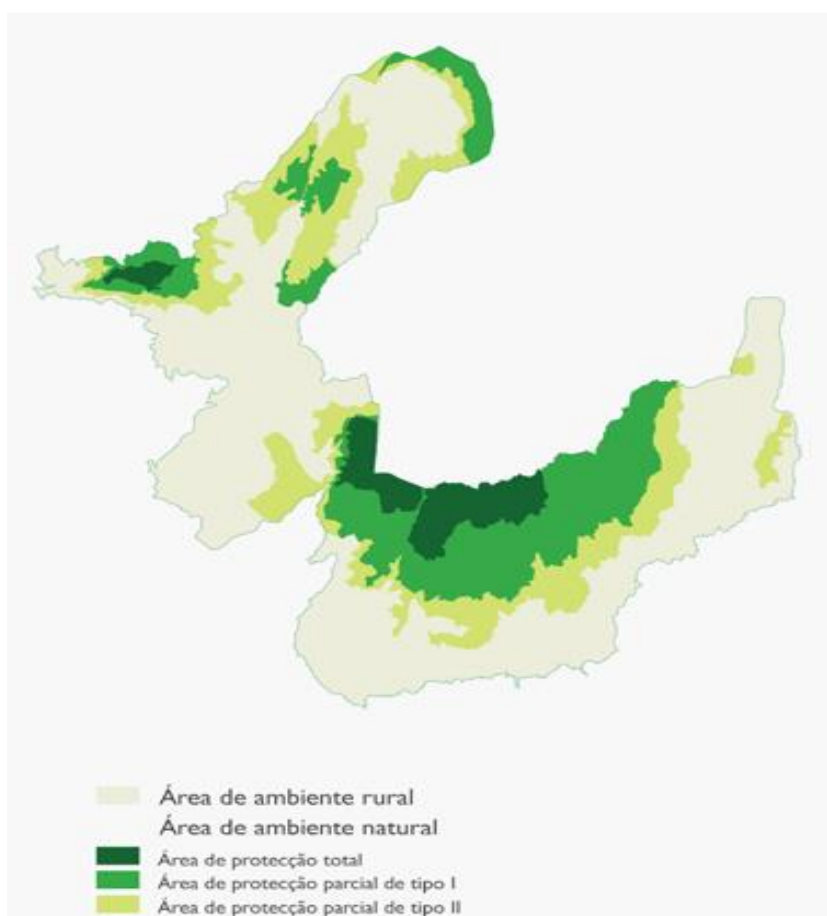 Área de ambiente rural
Área de ambiente natural
Área de protecção total
Área de protecção parcial de tipo I
Área de protecção parcial de tipo II